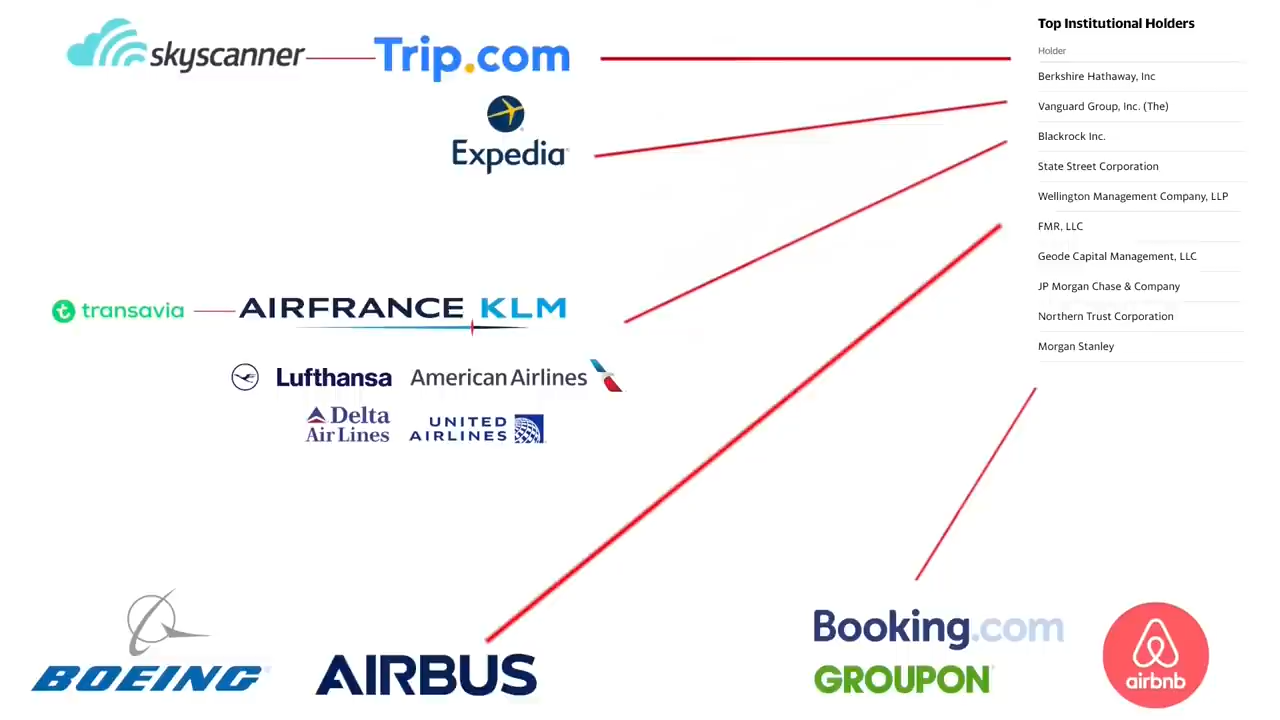 skyscanner
Trip.com
Expedia
transavia
AIRFRANCE KLM
Lufthansa
American Airlines
Delta
Air Lines
UNITED
AIRLINES
BOEING
AIRBUS
Top Institutional Holders
Holder
Berkshire Hathaway, Inc
Vanguard Group, Inc. (The)
Blackrock Inc.
State Street Corporation
Wellington Management Company, LLP
FMR, LLC
Geode Capital Management, LLC
JP Morgan Chase & Company
Northern Trust Corporation
Morgan Stanley
Booking.com
GROUPON
airbnb